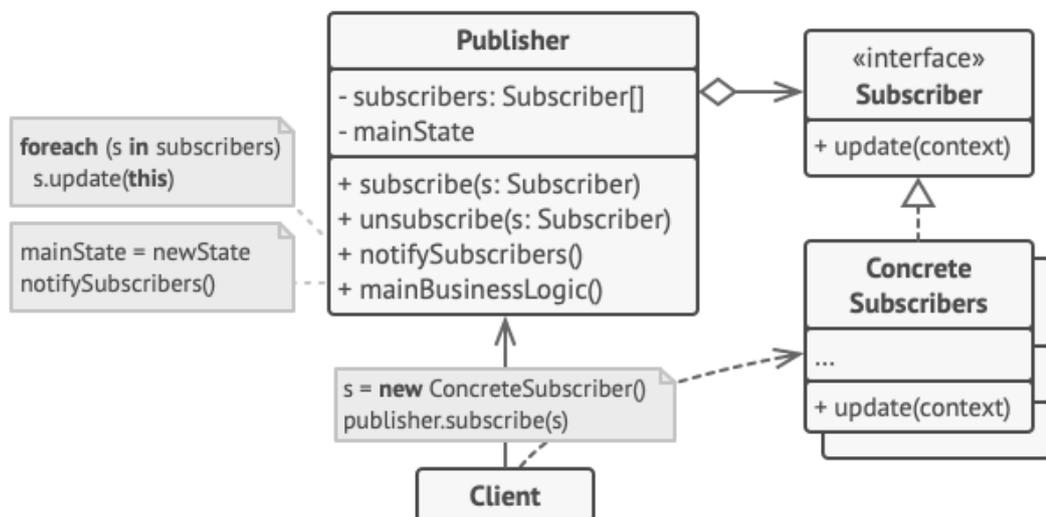 Publisher
- subscribers: Subscriber[]
- mainState
+ subscribe(s: Subscriber)
+ unsubscribe(s: Subscriber)
+ notifySubscribers()
+ mainBusinessLogic()
«interface»
Subscriber
+ update(context)
foreach (s in subscribers)
s.update(this)
mainState = newState
notifySubscribers()
Concrete
Subscribers
...
+ update(context)
s = new ConcreteSubscriber()
publisher.subscribe(s)
Client